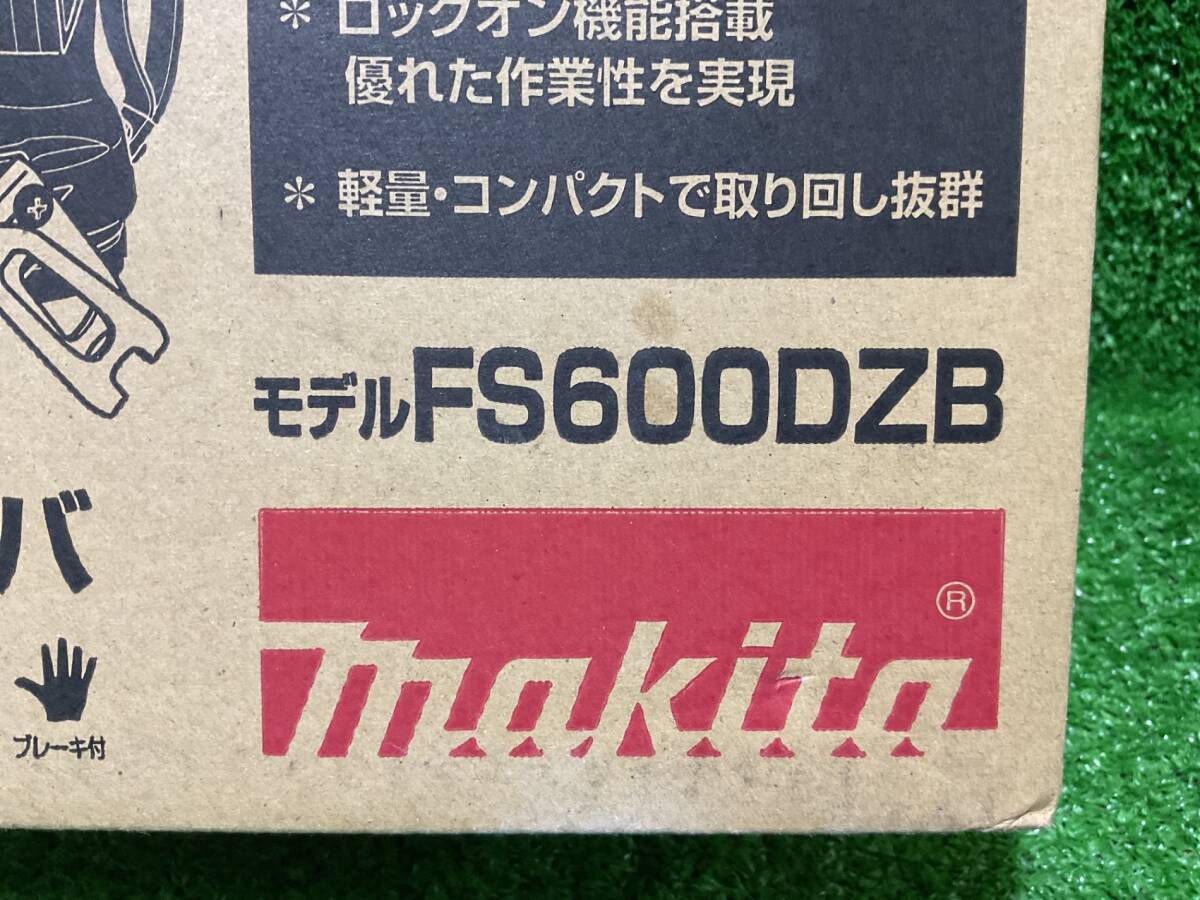 * ロックオン機能搭載
優れた作業性を実現
* 軽量・コンパクトで取り回し抜群
モデルFS600DZB
バ
ブレーキ付
makita®